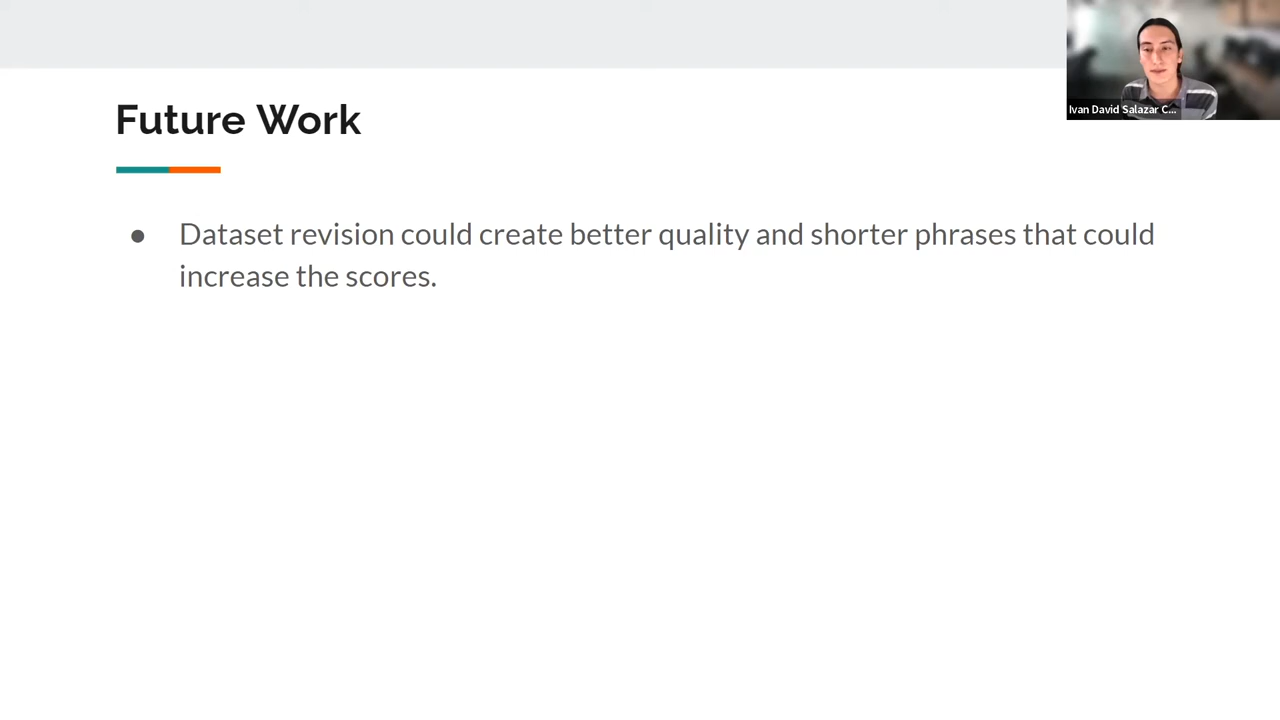 Future Work
Ivan David Salazar C...
● Dataset revision could create better quality and shorter phrases that could
increase the scores.